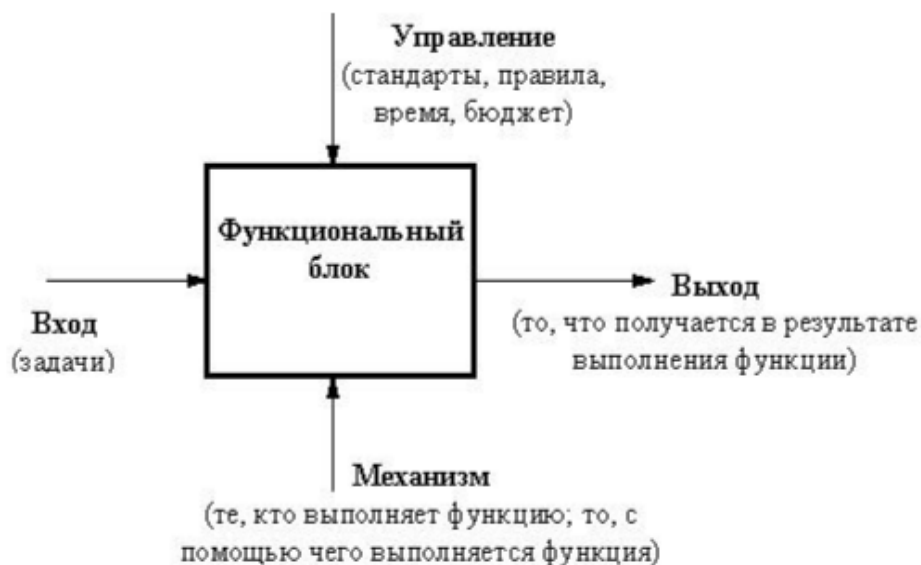 Управление
(стандарты, правила,
время, бюджет)
Функциональный
блок
Вход
(задачи)
Выход
(то, что получается в результате
выполнения функции)
Механизм
(те, кто выполняет функцию; то, с
помощью чего выполняется функция)